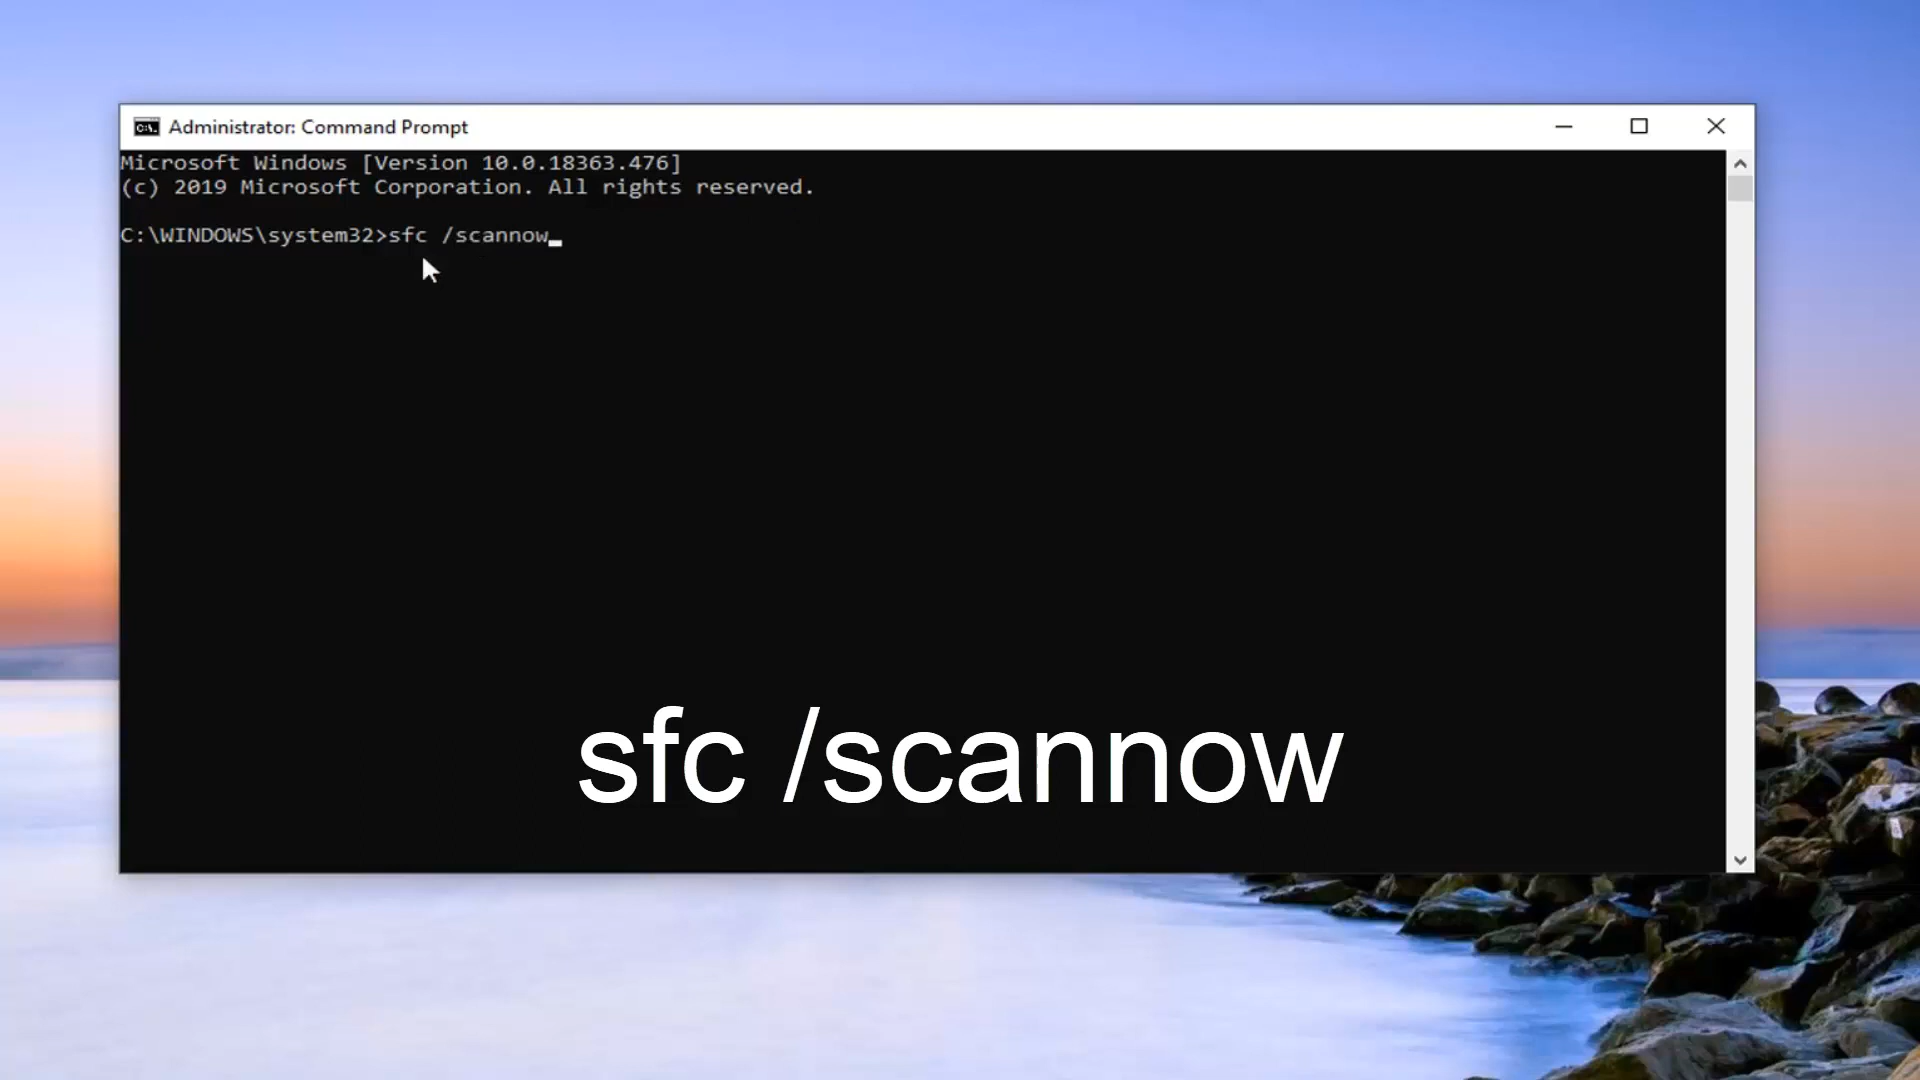 Administrator: Command Prompt
Microsoft Windows [Version 10.0.18363.476]
(c) 2019 Microsoft Corporation. All rights reserved.
C:\WINDOWS\system32>sfc /scannow
sfc /scannow